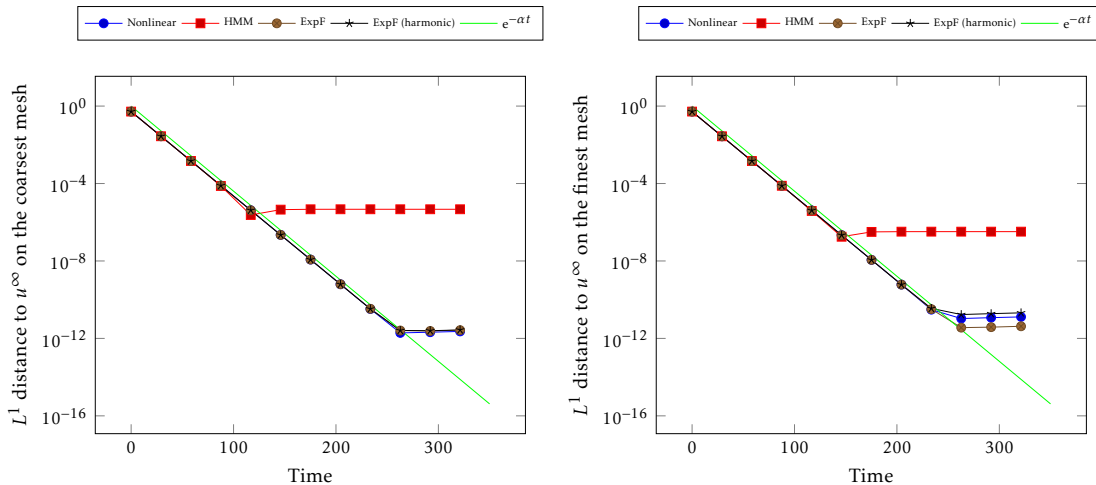 Nonlinear HMM ExpF ExpF (harmonic) e^{−αt}
10^0
10^{−4}
10^{−8}
10^{−12}
10^{−16}
0 100 200 300
Time
L^1 distance to u^∞ on the coarsest mesh
Nonlinear HMM ExpF ExpF (harmonic) e^{−αt}
10^0
10^{−4}
10^{−8}
10^{−12}
10^{−16}
0 100 200 300
Time
L^1 distance to u^∞ on the finest mesh